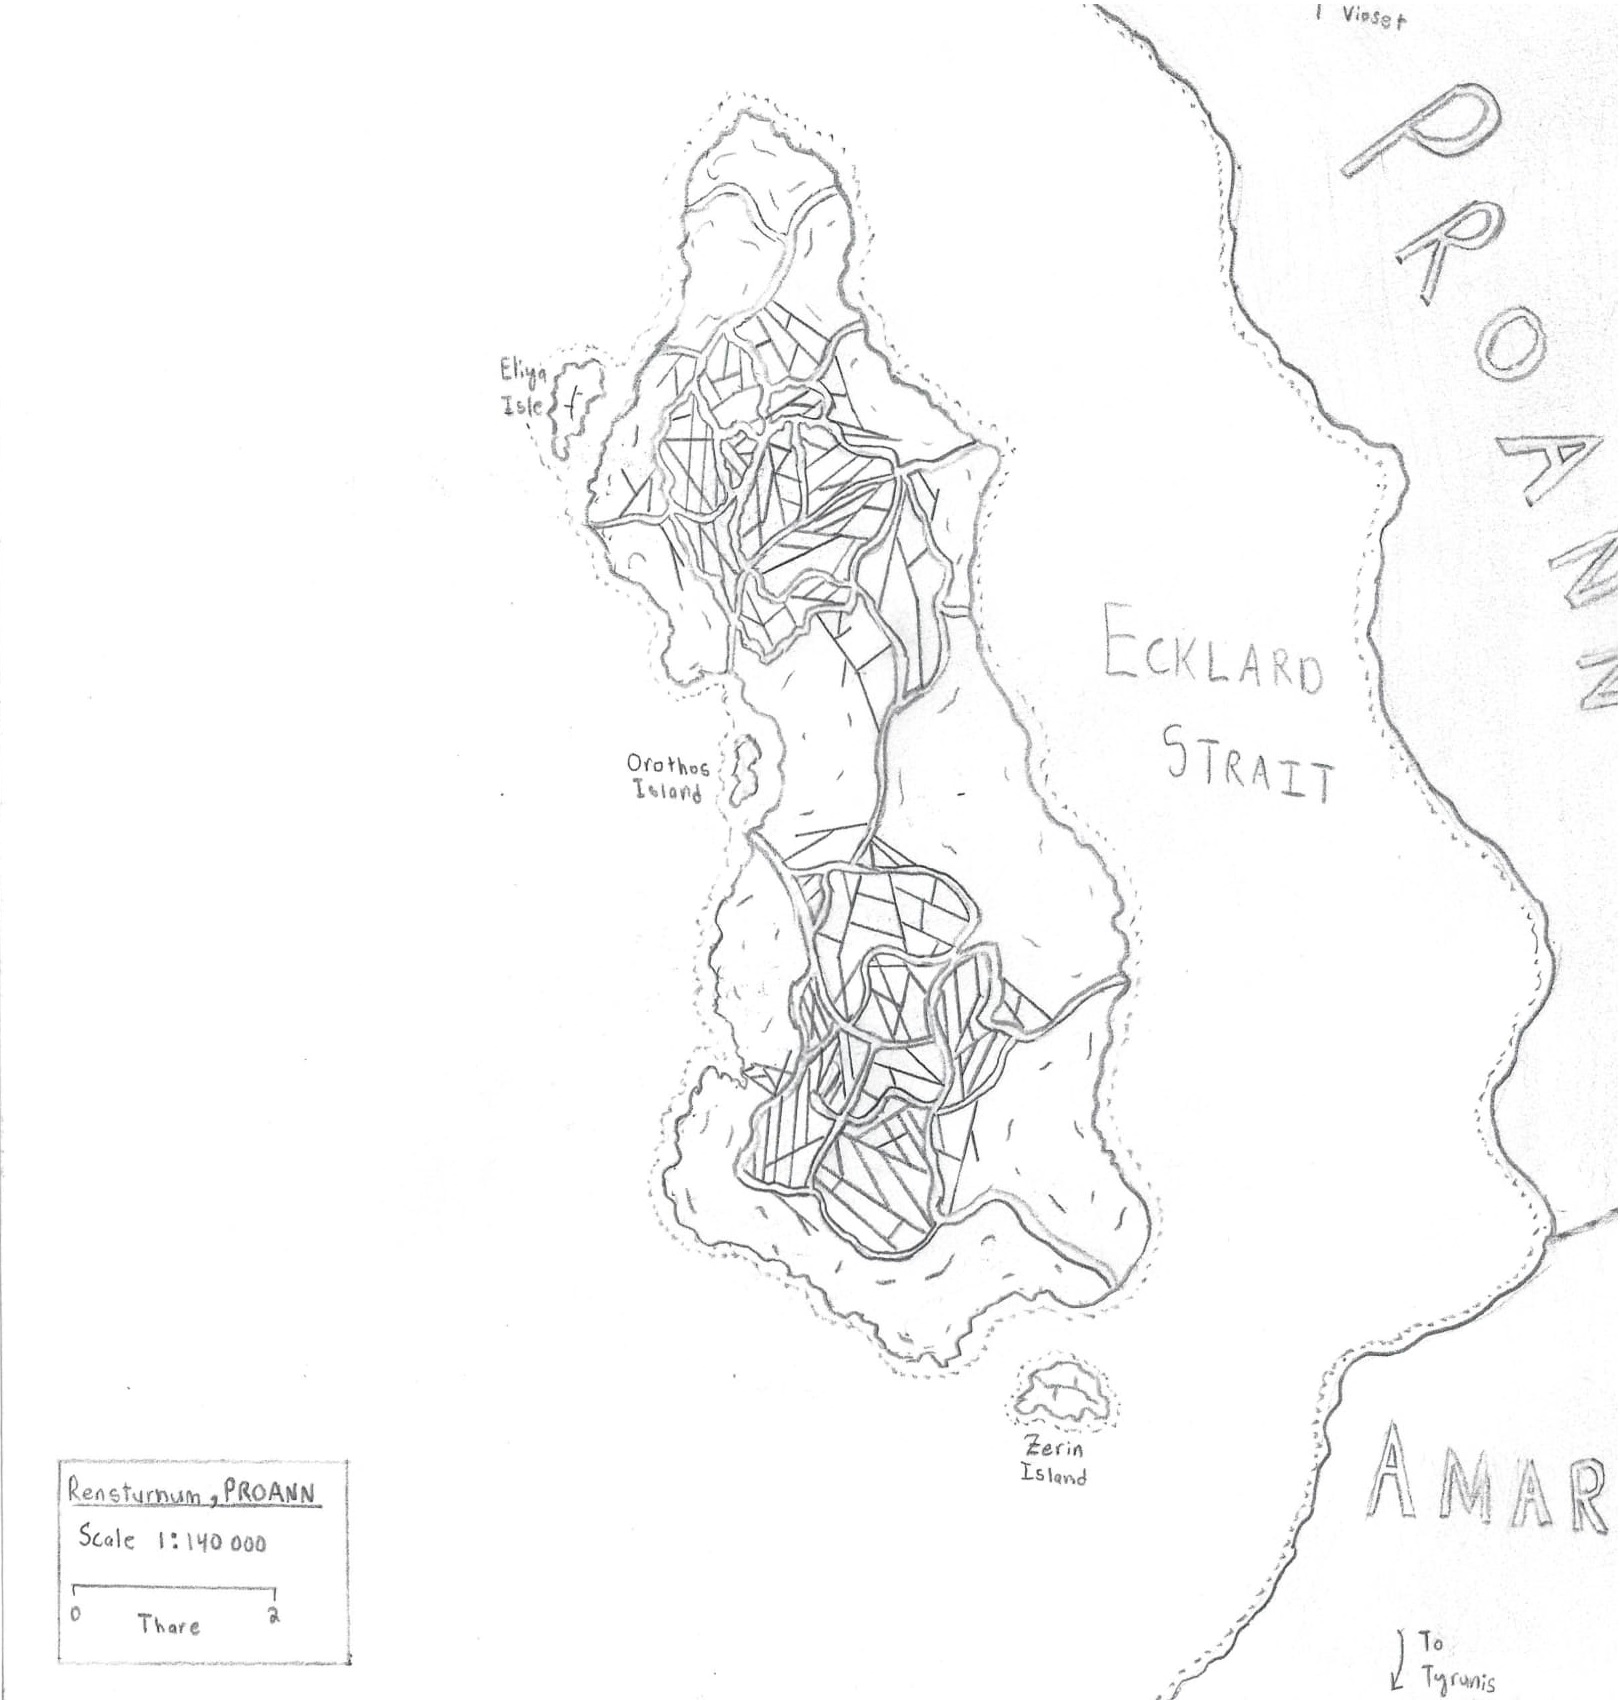 Vioset
PROANN
Eliya
Isle
ECKLARD
STRAIT
Orothos
Island
Zerin
Island
Rensturnum, PROANN
Scale 1:140 000
0 2
Thare
AMAR
To
Tyrunis